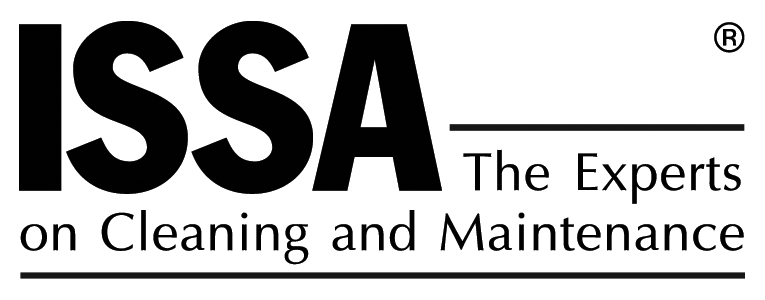 ISSA ®
The Experts
on Cleaning and Maintenance